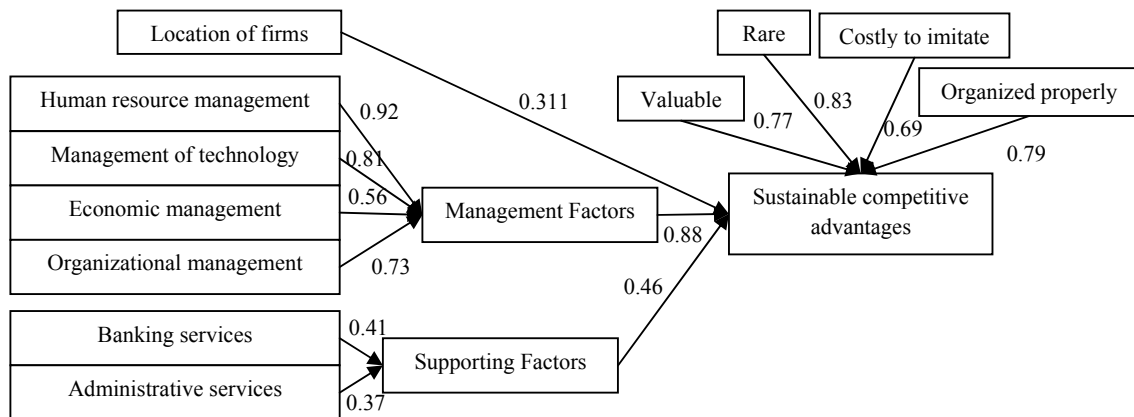 Location of firms
Rare
Costly to imitate
Human resource management
0.92
0.311
Valuable
0.83
Organized properly
0.77
0.69
0.79
Management of technology
0.81
Economic management
0.56
Management Factors
0.88
Sustainable competitive
advantages
Organizational management
0.73
0.46
Banking services
0.41
Supporting Factors
Administrative services
0.37